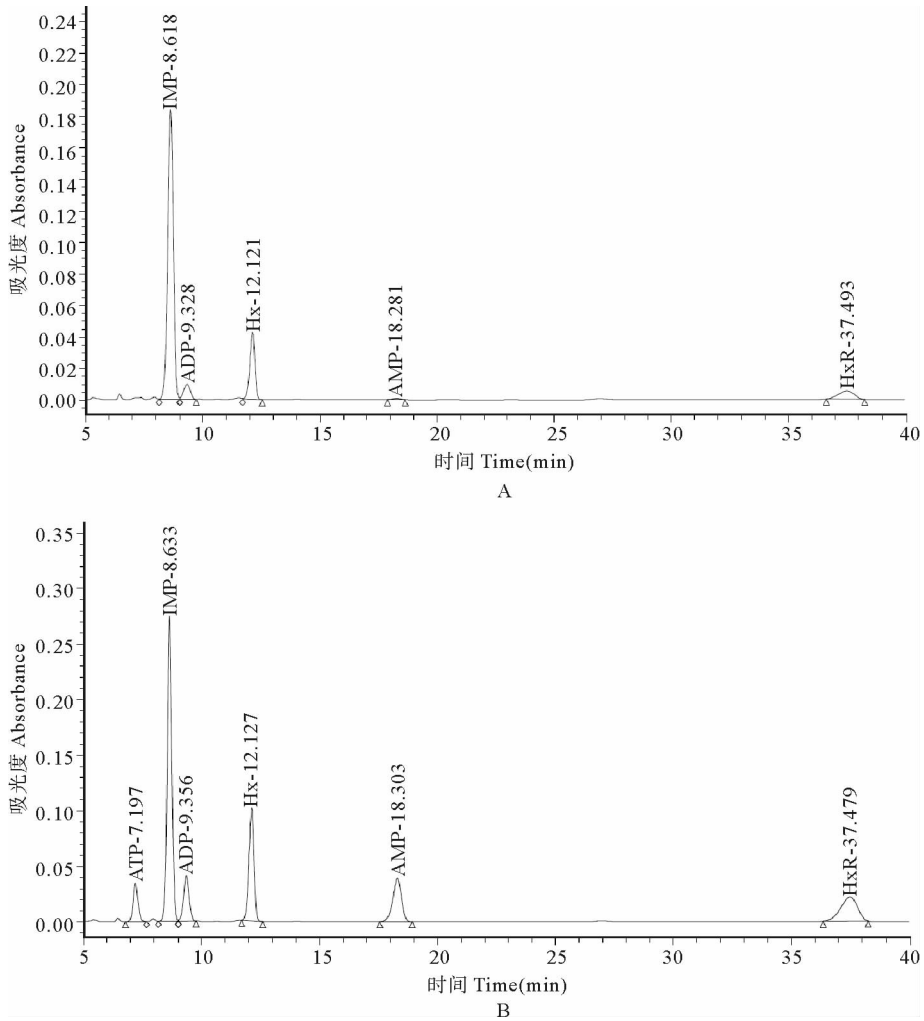 0.24
0.22
0.20
0.18
0.16
0.14
0.12
0.10
0.08
0.06
0.04
0.02
0.00
吸光度 Absorbance
IMP-8.618
ADP-9.328
Hx-12.121
AMP-18.281
HxR-37.493
5 10 15 20 25 30 35 40
时间 Time(min)
A
0.35
0.30
0.25
0.20
0.15
0.10
0.05
0.00
吸光度 Absorbance
ATP-7.197
IMP-8.633
ADP-9.356
Hx-12.127
AMP-18.303
HxR-37.479
5 10 15 20 25 30 35 40
时间 Time(min)
B